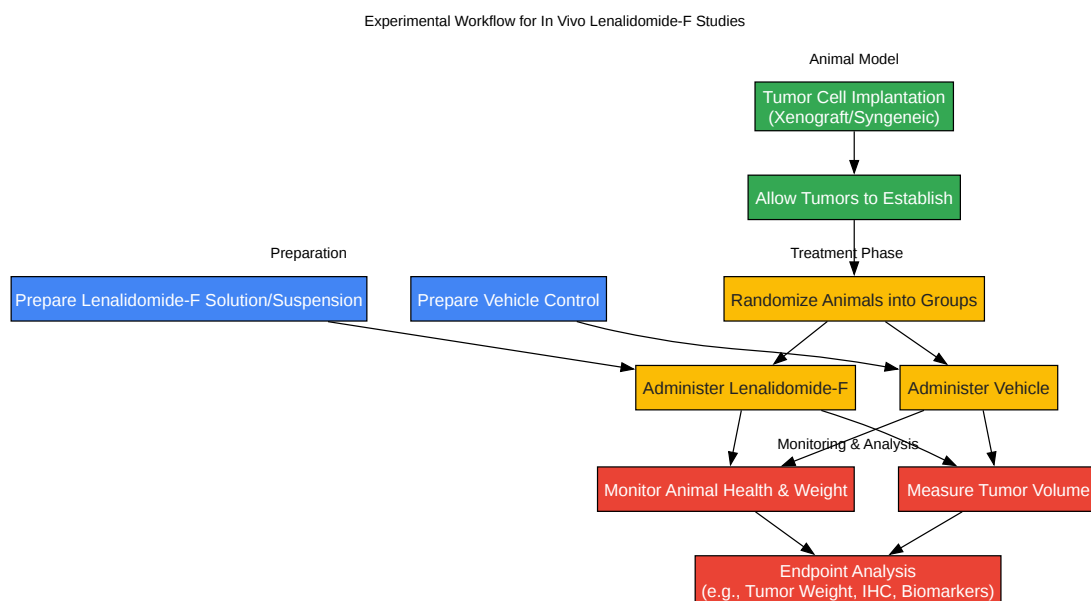 Experimental Workflow for In Vivo Lenalidomide-F Studies
Animal Model
Tumor Cell Implantation
(Xenograft/Syngeneic)
Allow Tumors to Establish
Preparation
Treatment Phase
Prepare Lenalidomide-F Solution/Suspension
Prepare Vehicle Control
Randomize Animals into Groups
Administer Lenalidomide-F
Administer Vehicle
Monitoring & Analysis
Monitor Animal Health & Weight
Measure Tumor Volume
Endpoint Analysis
(e.g., Tumor Weight, IHC, Biomarkers)